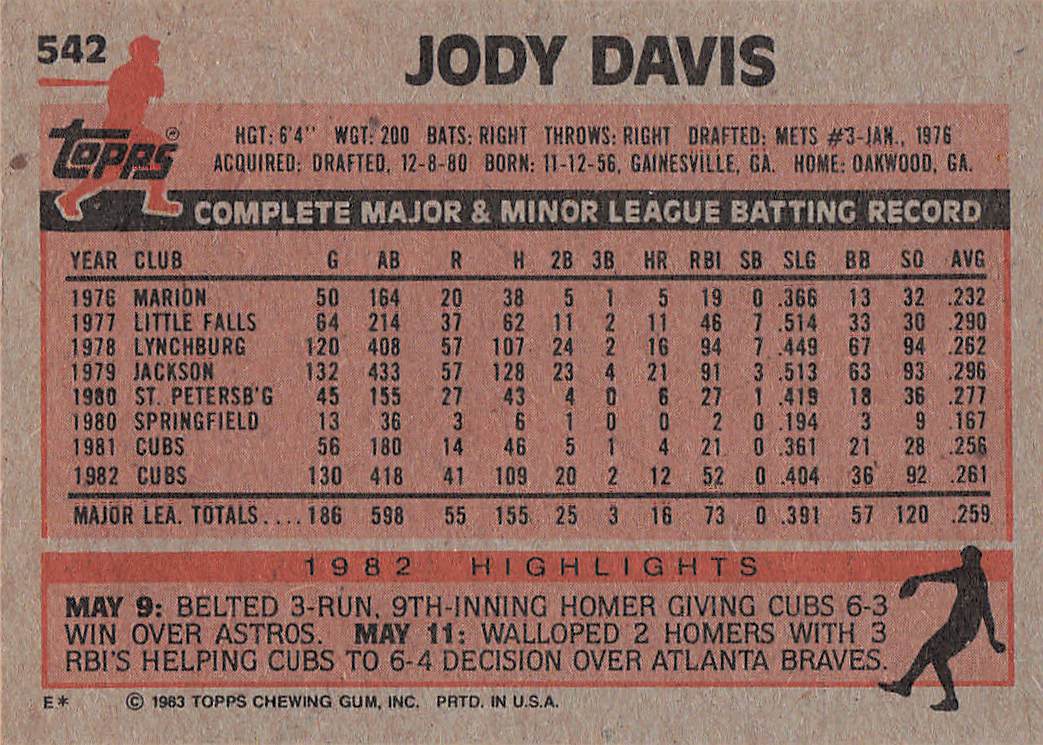 542
JODY DAVIS
TOPPS®
HGT: 6'4" WGT: 200 BATS: RIGHT THROWS: RIGHT DRAFTED: METS #3-JAN., 1976
ACQUIRED: DRAFTED, 12-8-80 BORN: 11-12-56, GAINESVILLE, GA. HOME: OAKWOOD, GA.
COMPLETE MAJOR & MINOR LEAGUE BATTING RECORD
YEAR CLUB G AB R H 2B 3B HR RBI SB SLG BB SO AVG
1976 MARION 50 164 20 38 5 1 5 19 0 .366 13 32 .232
1977 LITTLE FALLS 64 214 37 62 11 2 11 46 7 .514 33 30 .290
1978 LYNCHBURG 120 408 57 107 24 2 16 94 7 .449 67 94 .262
1979 JACKSON 132 433 57 128 23 4 21 91 3 .513 63 93 .296
1980 ST. PETERSB'G 45 155 27 43 4 0 6 27 1 .419 18 36 .277
1980 SPRINGFIELD 13 36 3 6 1 0 0 2 0 .194 3 9 .167
1981 CUBS 56 180 14 46 5 1 4 21 0 .361 21 28 .256
1982 CUBS 130 418 41 109 20 2 12 52 0 .404 36 92 .261
MAJOR LEA. TOTALS.... 186 598 55 155 25 3 16 73 0 .391 57 120 .259
1982 HIGHLIGHTS
MAY 9: BELTED 3-RUN, 9TH-INNING HOMER GIVING CUBS 6-3
WIN OVER ASTROS. MAY 11: WALLOPED 2 HOMERS WITH 3
RBI'S HELPING CUBS TO 6-4 DECISION OVER ATLANTA BRAVES.
E* © 1983 TOPPS CHEWING GUM, INC. PRTD. IN U.S.A.